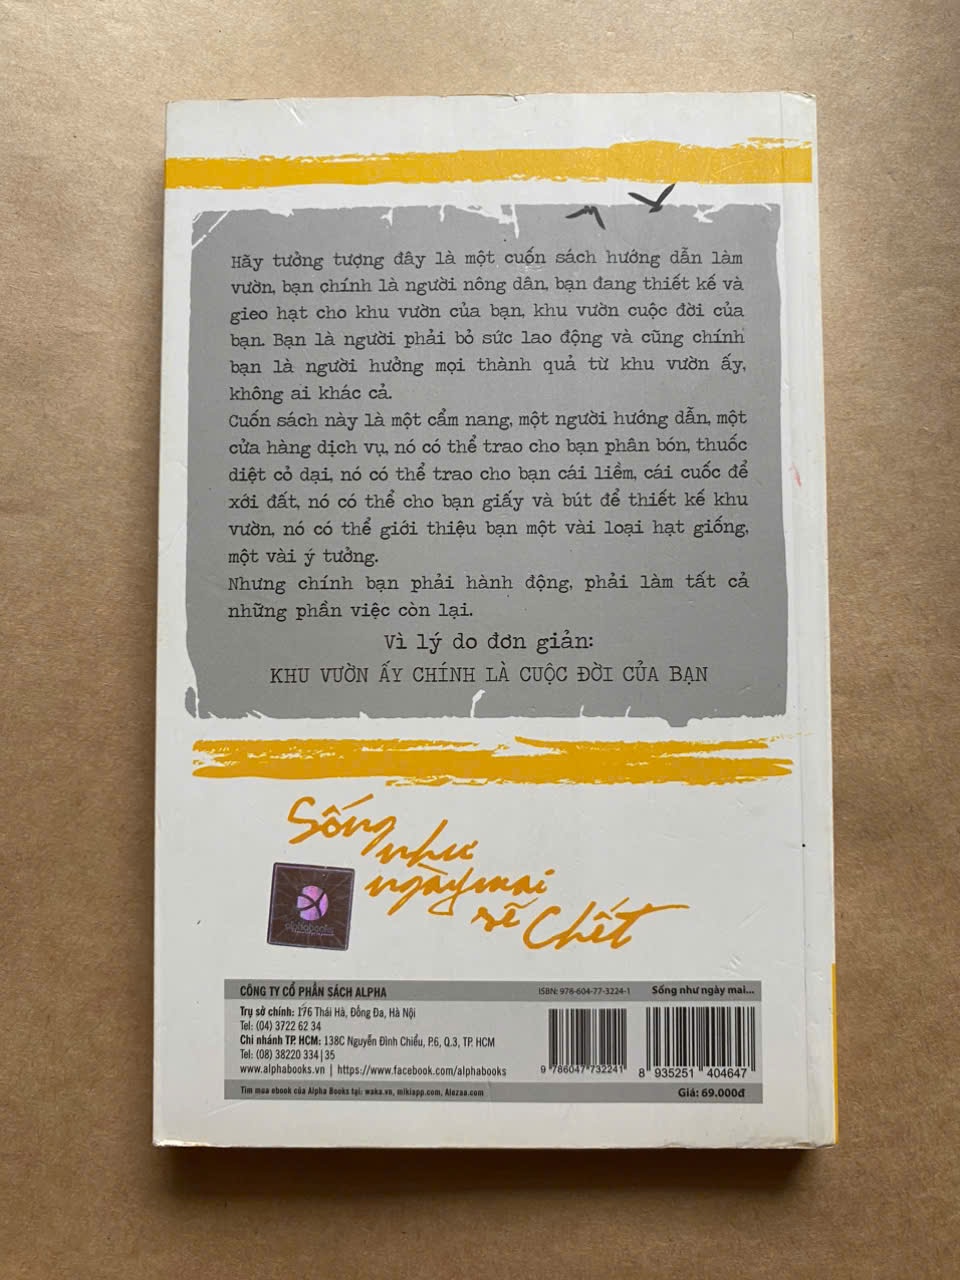 Hãy tưởng tượng đây là một cuốn sách hướng dẫn làm
vườn, bạn chính là người nông dân, bạn đang thiết kế và
gieo hạt cho khu vườn của bạn, khu vườn cuộc đời của
bạn. Bạn là người phải bỏ sức lao động và cũng chính
bạn là người hưởng mọi thành quả từ khu vườn ấy,
không ai khác cả.
Cuốn sách này là một cẩm nang, một người hướng dẫn, một
cửa hàng dịch vụ, nó có thể trao cho bạn phân bón, thuốc
diệt cỏ dại, nó có thể trao cho bạn cái liềm, cái cuốc để
xới đất, nó có thể cho bạn giấy và bút để thiết kế khu
vườn, nó có thể giới thiệu bạn một vài loại hạt giống,
một vài ý tưởng.
Nhưng chính bạn phải hành động, phải làm tất cả
những phần việc còn lại.
Vì lý do đơn giản:
KHU VƯỜN ẤY CHÍNH LÀ CUỘC ĐỜI CỦA BẠN
Sống
như
ngày mai
sẽ Chết
alphabooks
CÔNG TY CỔ PHẦN SÁCH ALPHA
Trụ sở chính: 176 Thái Hà, Đống Đa, Hà Nội
Tel: (04) 3722 62 34
Chi nhánh TP. HCM: 138C Nguyễn Đình Chiểu, P.6, Q.3, TP. HCM
Tel: (08) 38220 334 | 35
www.alphabooks.vn | https://www.facebook.com/alphabooks
Tìm mua ebook của Alpha Books tại: waka.vn, mikiapp.com, Alezaa.com
ISBN: 978-604-77-3224-1
Sống như ngày mai...
9 786047 732241
8 935251 404647
Giá: 69.000đ